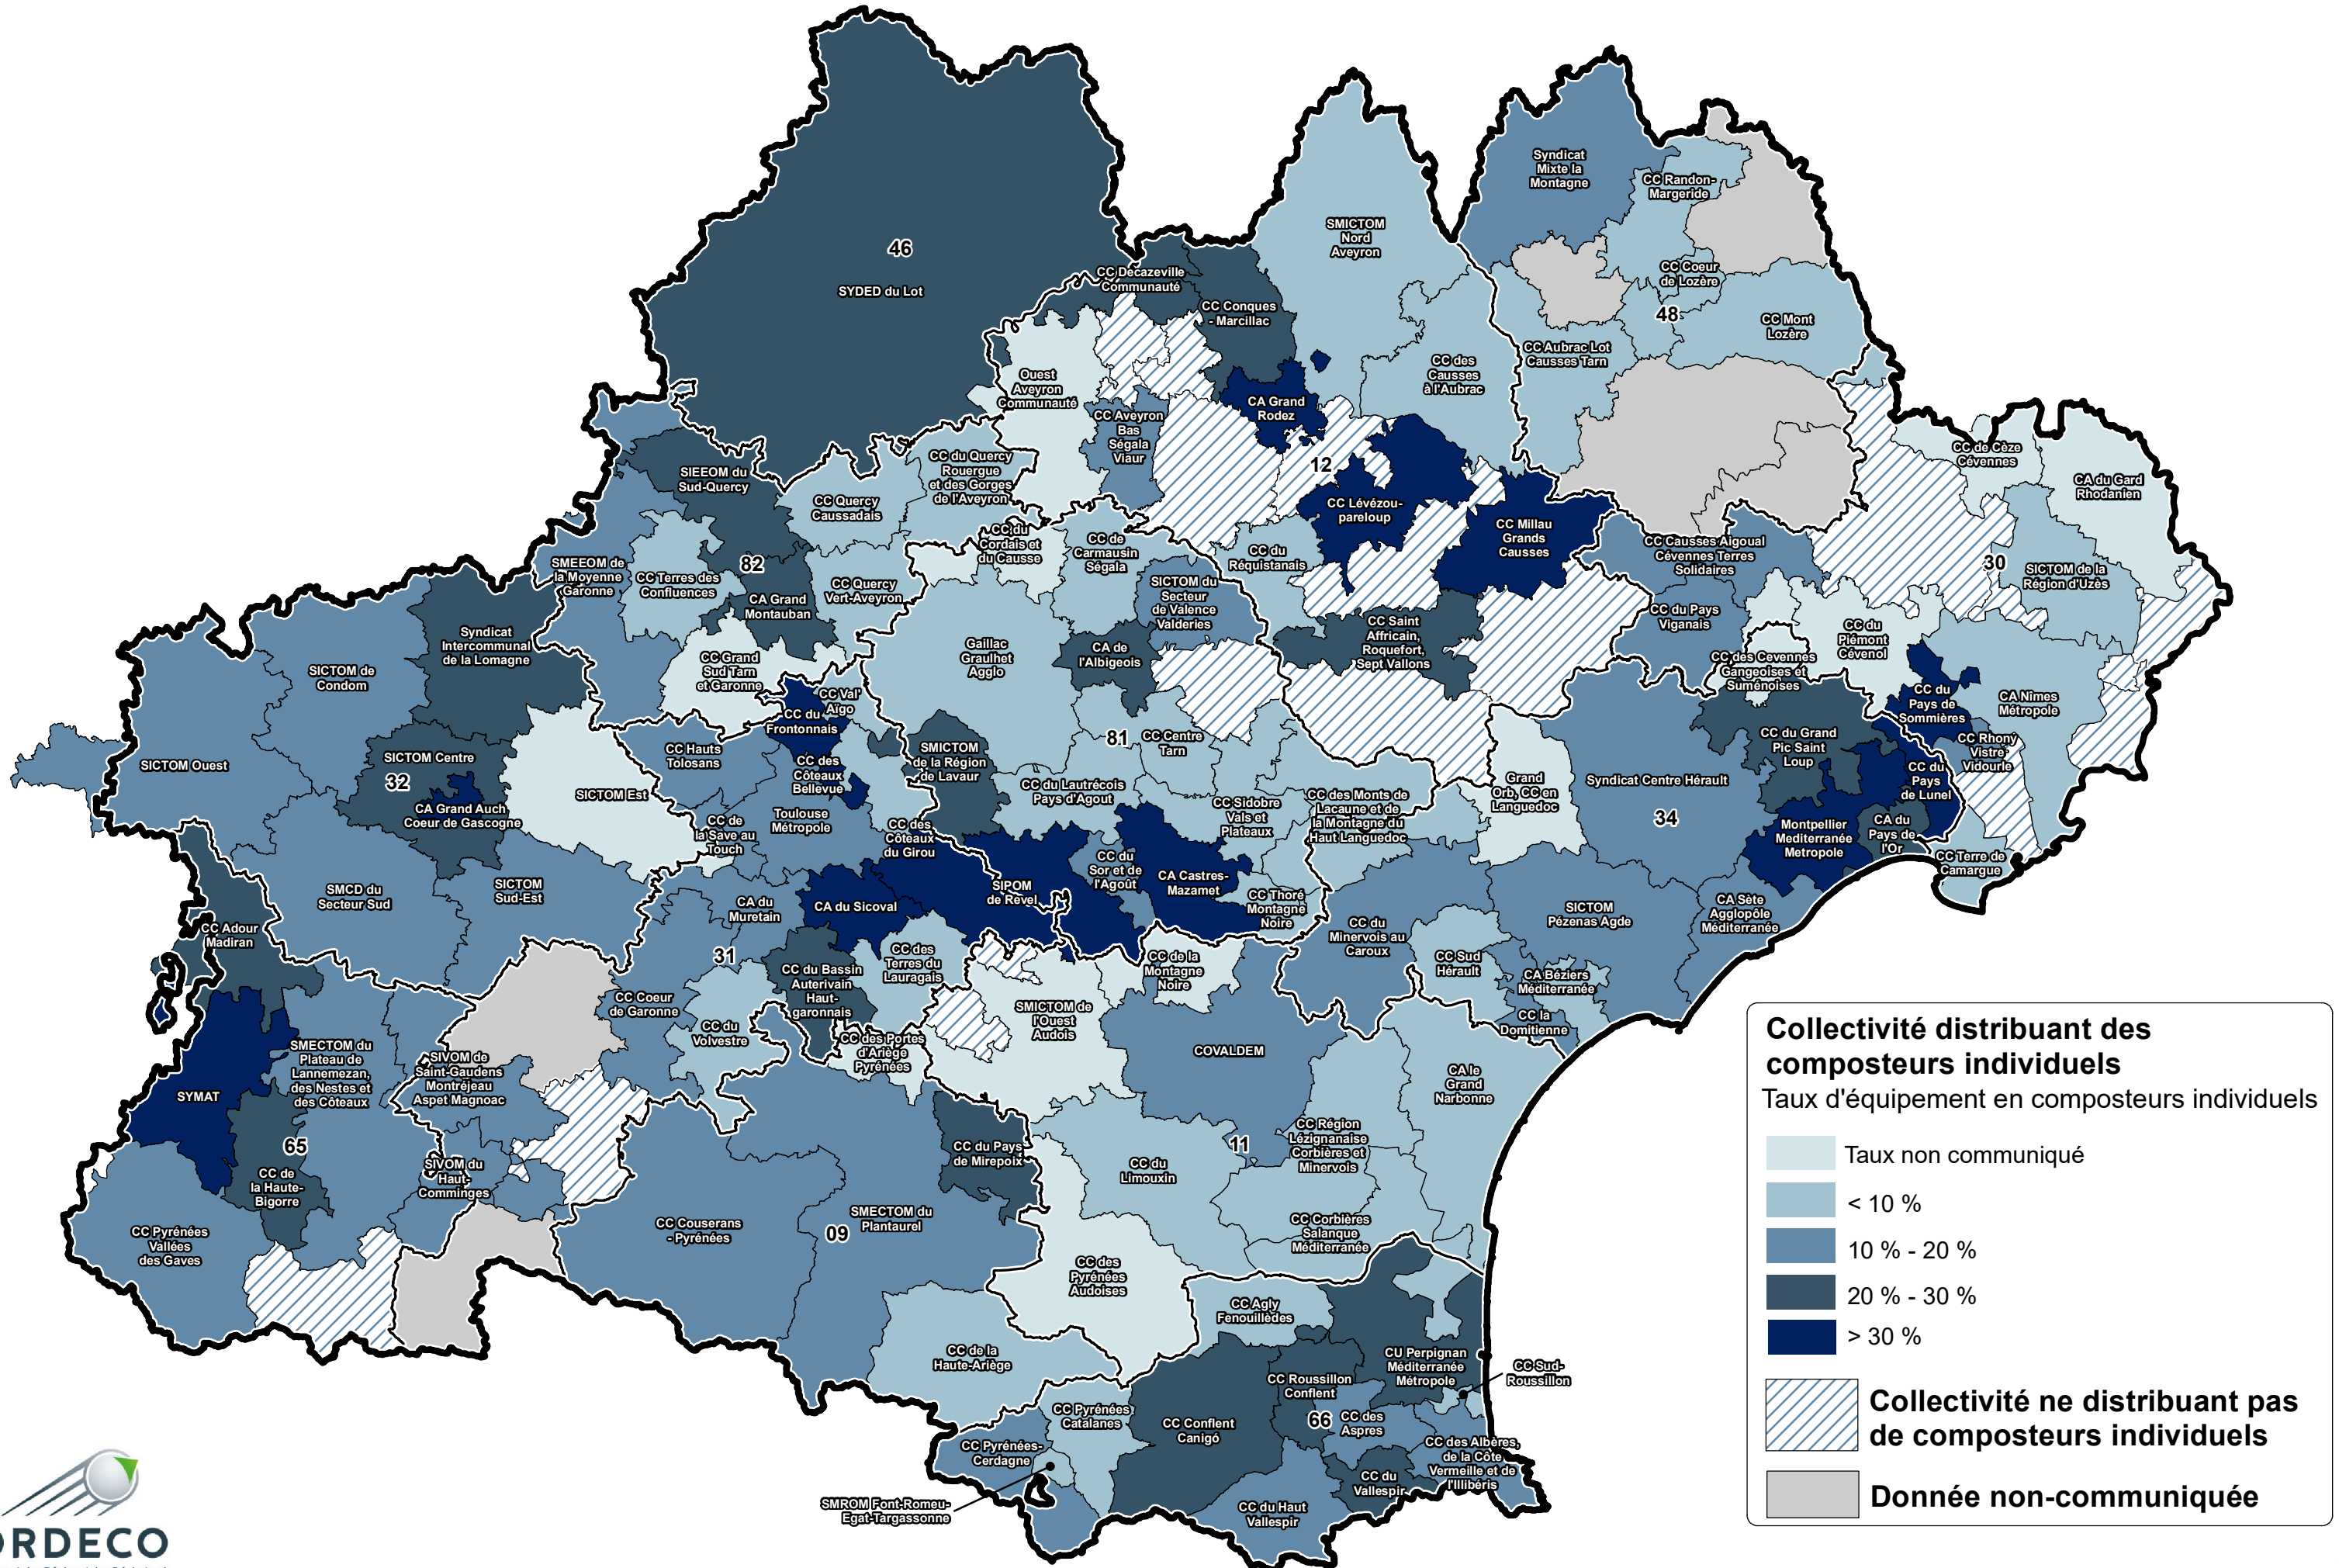 46
SYDED du Lot
CC Decazeville
Communauté
CC Conques
- Marcillac
SMICTOM
Nord
Aveyron
Syndicat
Mixte la
Montagne
CC Randon-
Margeride
CC Coeur
de Lozère
48
CC Mont
Lozère
CC Aubrac Lot
Causses Tarn
CC des
Causses
à l'Aubrac
Ouest
Aveyron
Communauté
CA Grand
Rodez
CC Aveyron
Bas
Ségala
Viaur
12
CC Lévézou-
pareloup
CC Millau
Grands
Causses
CC du
Réquistanais
CC Saint
Affricain,
Roquefort,
Sept Vallons
CC de Cèze
Cévennes
CA du Gard
Rhodanien
30
SICTOM de la
Région d'Uzès
CC Causses Aigoual
Cévennes Terres
Solidaires
CC du Pays
Viganais
CC du
Piémont
Cévenol
CC des Cevennes
Gangeoises et
Suménoises
CC du
Pays de
Sommières
CA Nîmes
Métropole
CC Rhony
Vistre
Vidourle
CC Terre de
Camargue
SIEEOM du
Sud-Quercy
CC Quercy
Caussadais
CC du Quercy
Rouergue
et des Gorges
de l'Aveyron
82
SMEEOM de
la Moyenne
Garonne
CC Terres des
Confluences
CA Grand
Montauban
CC Quercy
Vert-Aveyron
CC Grand
Sud Tarn
et Garonne
CC du
Cordais et
du Causse
CC de
Carmausin
Ségala
SICTOM du
Secteur
de Valence
Valderies
Gaillac
Graulhet
Agglo
CA de
l'Albigeois
81
CC Centre
Tarn
SMICTOM
de la Région
de Lavaur
CC du Lautrécois
Pays d'Agout
CC Sidobre
Vals et
Plateaux
CC des Monts de
Lacaune et de
la Montagne du
Haut Languedoc
CC du
Sor et de
l'Agoût
CA Castres-
Mazamet
CC Thoré
Montagne
Noire
Syndicat
Intercommunal
de la Lomagne
SICTOM de
Condom
SICTOM Ouest
SICTOM Centre
32
CA Grand Auch
Coeur de Gascogne
SICTOM Est
SMCD du
Secteur Sud
SICTOM
Sud-Est
CC Val'
Aïgo
CC du
Frontonnais
CC Hauts
Tolosans
CC des
Côteaux
Bellevue
Toulouse
Métropole
CC de
la Save au
Touch
CC des
Côteaux
du Girou
SIPOM
de Revel
CA du
Muretain
CA du Sicoval
31
CC du Bassin
Auterivain
Haut-
garonnais
CC des
Terres du
Lauragais
CC Coeur
de Garonne
CC du
Volvestre
SIVOM de
Saint-Gaudens
Montréjeau
Aspet Magnoac
SIVOM du
Haut-
Comminges
CC Adour
Madiran
SYMAT
SMECTOM du
Plateau de
Lannemezan,
des Nestes et
des Côteaux
65
CC de
la Haute-
Bigorre
CC Pyrénées
Vallées
des Gaves
CC Couserans
- Pyrénées
09
SMECTOM du
Plantaurel
CC des Portes
d'Ariège
Pyrénées
CC du Pays
de Mirepoix
CC de la
Haute-Ariège
SMICTOM de
l'Ouest
Audois
CC de la
Montagne
Noire
COVALDEM
11
CC du
Limouxin
CC Région
Lézignanaise
Corbières et
Minervois
CA le
Grand
Narbonne
CC Corbières
Salanque
Méditerranée
CC des
Pyrénées
Audoises
Grand
Orb, CC en
Languedoc
Syndicat Centre Hérault
34
CC du Grand
Pic Saint
Loup
CC du
Pays
de Lunel
Montpellier
Mediterranée
Metropole
CA du
Pays de
l'Or
CA Sète
Agglopôle
Méditerranée
SICTOM
Pézenas Agde
CC du
Minervois au
Caroux
CC Sud
Hérault
CA Béziers
Méditerranée
CC la
Domitienne
CC Agly
Fenouillèdes
CU Perpignan
Méditerranée
Métropole
CC Sud-
Roussillon
CC Roussillon
Conflent
66
CC des
Aspres
CC Conflent
Canigó
CC Pyrénées
Catalanes
CC Pyrénées-
Cerdagne
SMROM Font-Romeu-
Egat-Targassonne
CC du Haut
Vallespir
CC du
Vallespir
CC des Albères,
de la Côte
Vermeille et de
l'Illibéris
Collectivité distribuant des
composteurs individuels
Taux d'équipement en composteurs individuels
Taux non communiqué
< 10 %
10 % - 20 %
20 % - 30 %
> 30 %
Collectivité ne distribuant pas
de composteurs individuels
Donnée non-communiquée
ORDECO